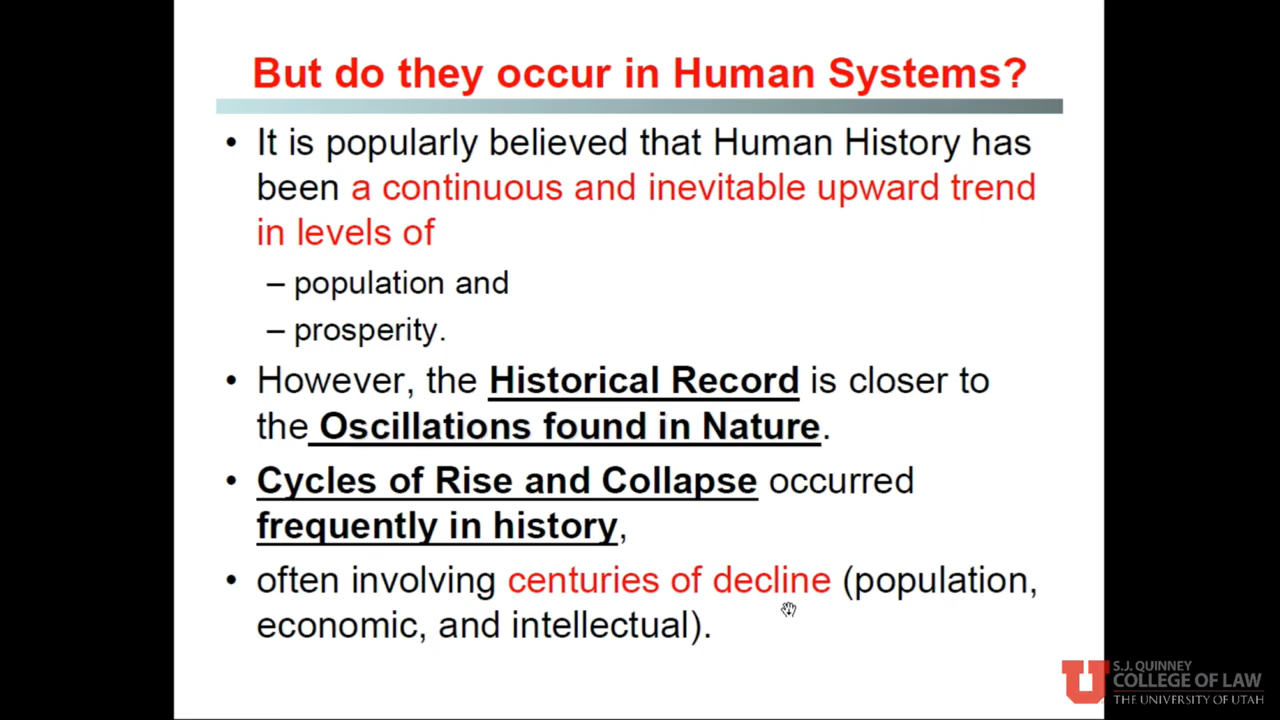 But do they occur in Human Systems?
• It is popularly believed that Human History has
been a continuous and inevitable upward trend
in levels of
– population and
– prosperity.
• However, the Historical Record is closer to
the Oscillations found in Nature.
• Cycles of Rise and Collapse occurred
frequently in history,
• often involving centuries of decline (population,
economic, and intellectual).
U
S.J. QUINNEY
COLLEGE OF LAW
THE UNIVERSITY OF UTAH